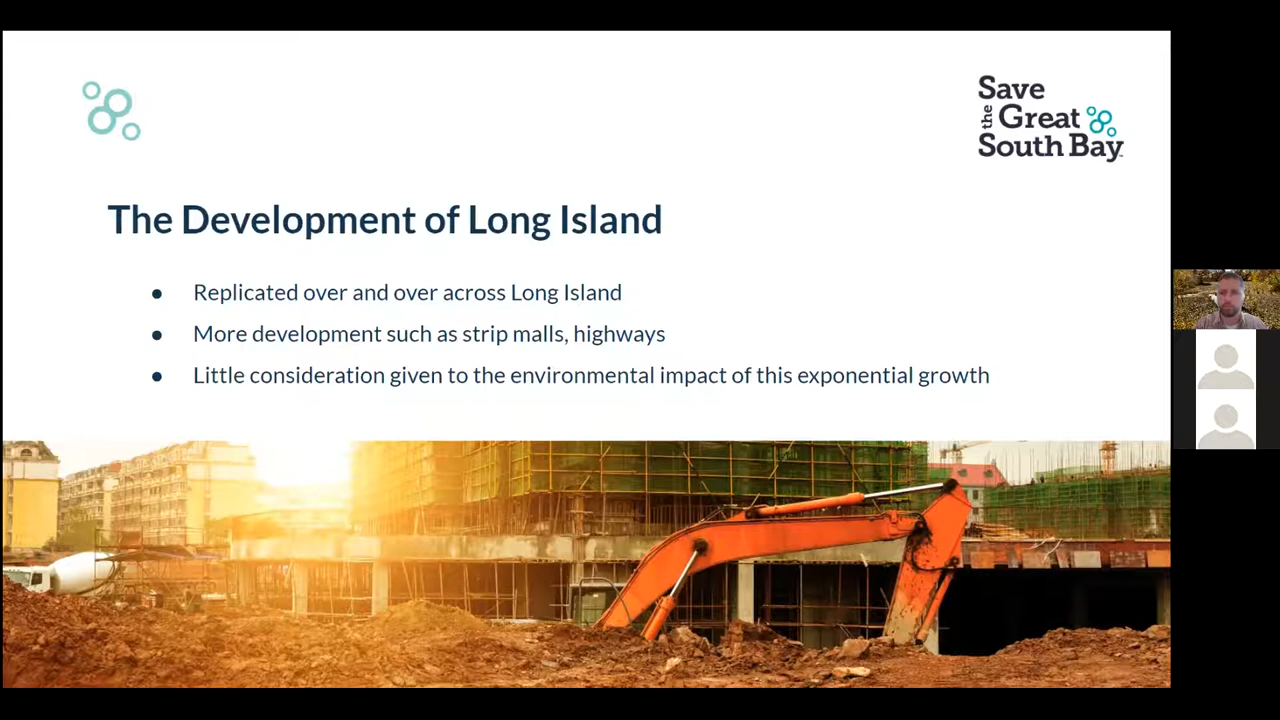 Save
the Great
South Bay
The Development of Long Island
● Replicated over and over across Long Island
● More development such as strip malls, highways
● Little consideration given to the environmental impact of this exponential growth